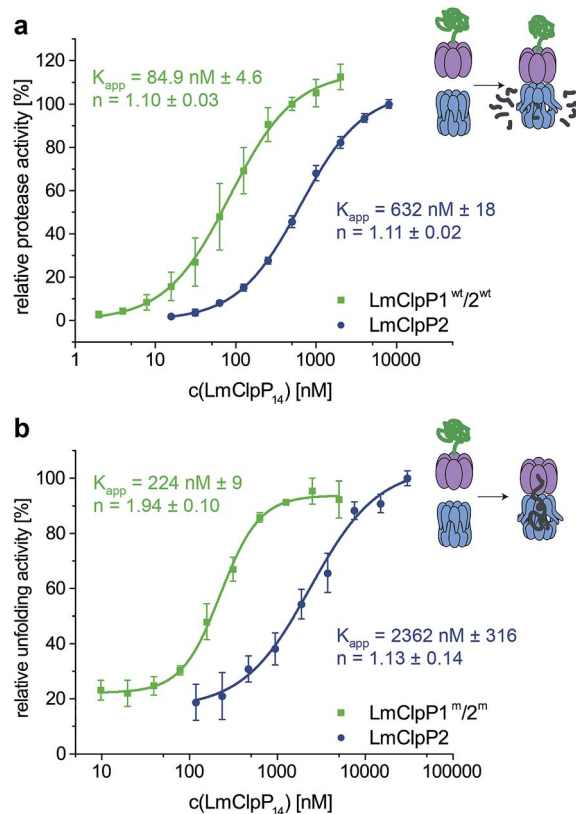 a
relative protease activity [%]
120
100
80
60
40
20
0
K_app = 84.9 nM ± 4.6
n = 1.10 ± 0.03
K_app = 632 nM ± 18
n = 1.11 ± 0.02
LmClpP1^wt/2^wt
LmClpP2
1 10 100 1000 10000
c(LmClpP₁₄) [nM]
b
relative unfolding activity [%]
100
80
60
40
20
0
K_app = 224 nM ± 9
n = 1.94 ± 0.10
K_app = 2362 nM ± 316
n = 1.13 ± 0.14
LmClpP1^m/2^m
LmClpP2
10 100 1000 10000 100000
c(LmClpP₁₄) [nM]